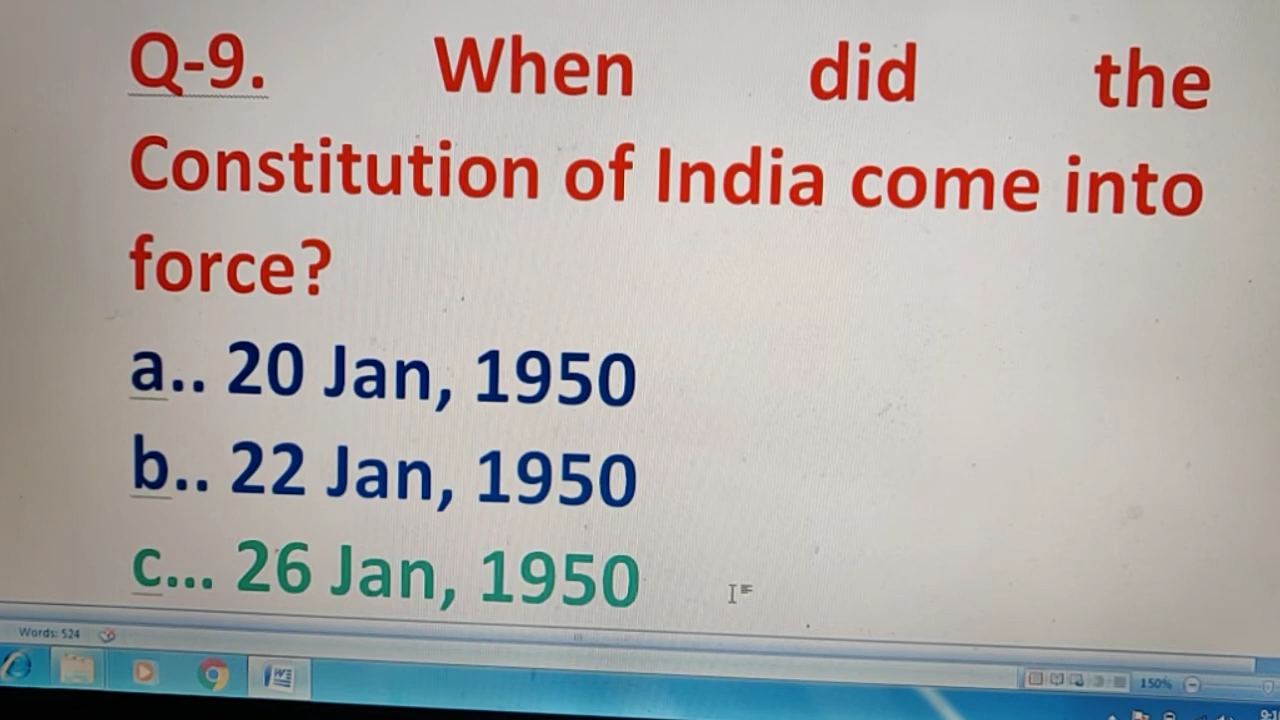 Q-9. When did the
Constitution of India come into
force?
a.. 20 Jan, 1950
b.. 22 Jan, 1950
c... 26 Jan, 1950
Words: 524
150%